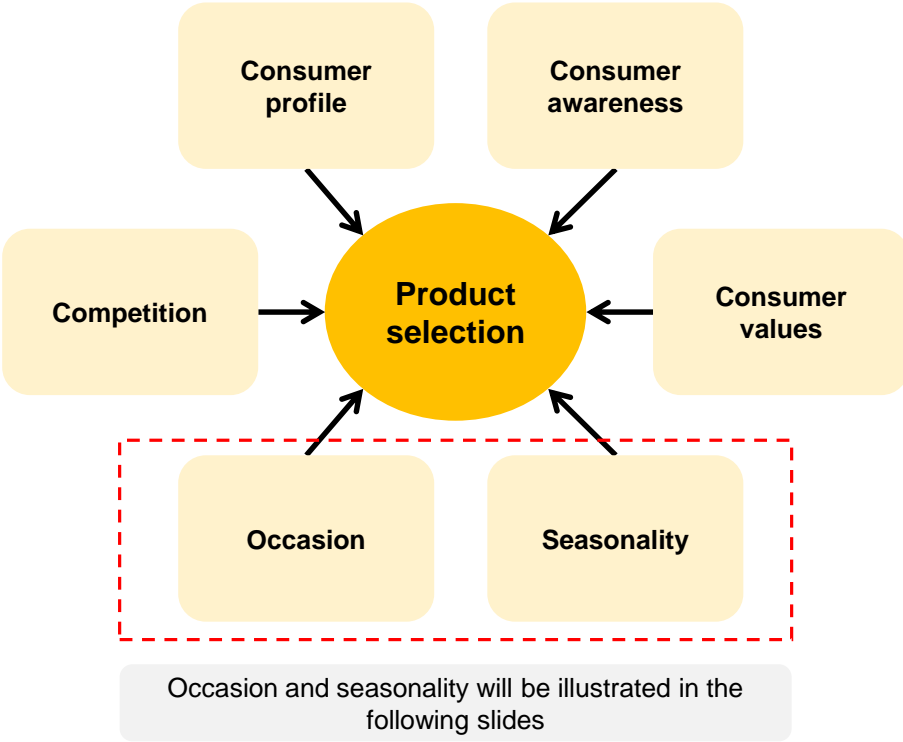 Consumer
profile
Consumer
awareness
Competition
Product
selection
Consumer
values
Occasion
Seasonality
Occasion and seasonality will be illustrated in the
following slides